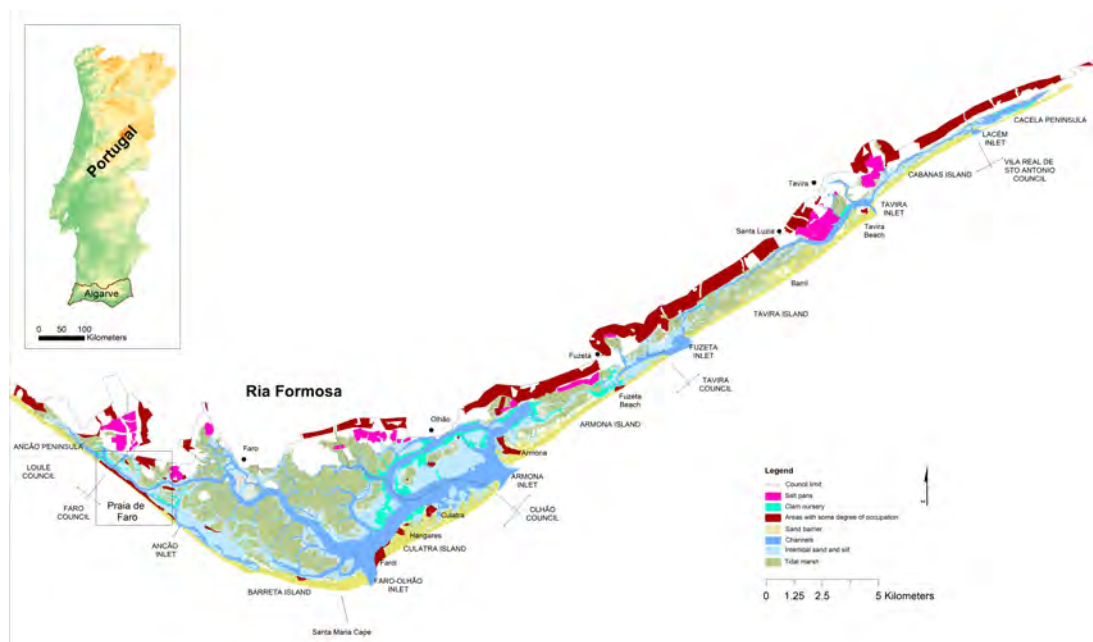 Portugal
Algarve
0 50 100
Kilometers
Ria Formosa
CACELA PENINSULA
LACÉM
INLET
VILA REAL DE
STO ANTONIO
COUNCIL
CABANAS ISLAND
Tavira
TAVIRA
INLET
Tavira
Beach
Santa Luzia
Barril
TAVIRA ISLAND
Fuzeta
FUZETA
INLET
TAVIRA
COUNCIL
Fuzeta
Beach
ARMONA ISLAND
Olhão
Faro
Armona
ARMONA
INLET
OLHÃO
COUNCIL
ANCÃO PENINSULA
LOULE
COUNCIL
Praia de
Faro
FARO
COUNCIL
ANCÃO
INLET
Culatra
Hangares
CULATRA ISLAND
Farol
FARO-OLHÃO
INLET
BARRETA ISLAND
Santa Maria Cape
Legend
Council limit
Salt pans
Clam nursery
Areas with some degree of occupation
Sand barrier
Channels
Intertidal sand and silt
Tidal marsh
0 1.25 2.5 5 Kilometers